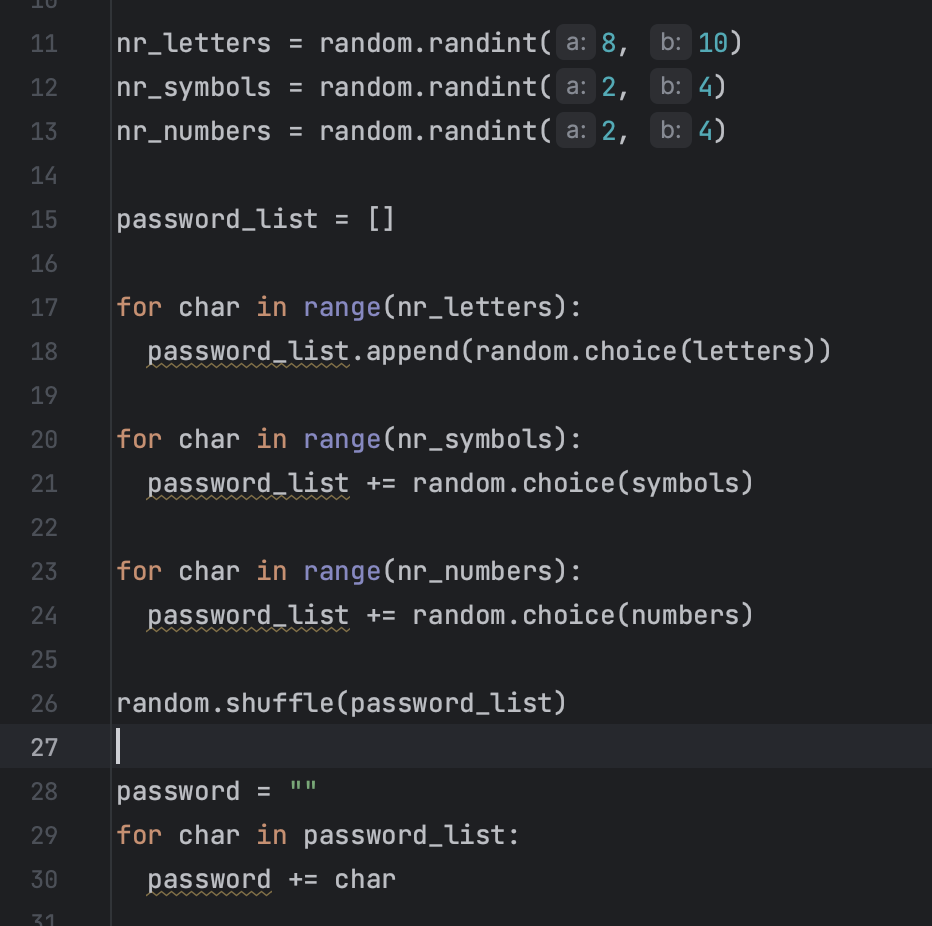 10
11 nr_letters = random.randint( a: 8, b: 10)
12 nr_symbols = random.randint( a: 2, b: 4)
13 nr_numbers = random.randint( a: 2, b: 4)
14
15 password_list = []
16
17 for char in range(nr_letters):
18 password_list.append(random.choice(letters))
19
20 for char in range(nr_symbols):
21 password_list += random.choice(symbols)
22
23 for char in range(nr_numbers):
24 password_list += random.choice(numbers)
25
26 random.shuffle(password_list)
27
28 password = ""
29 for char in password_list:
30 password += char
31